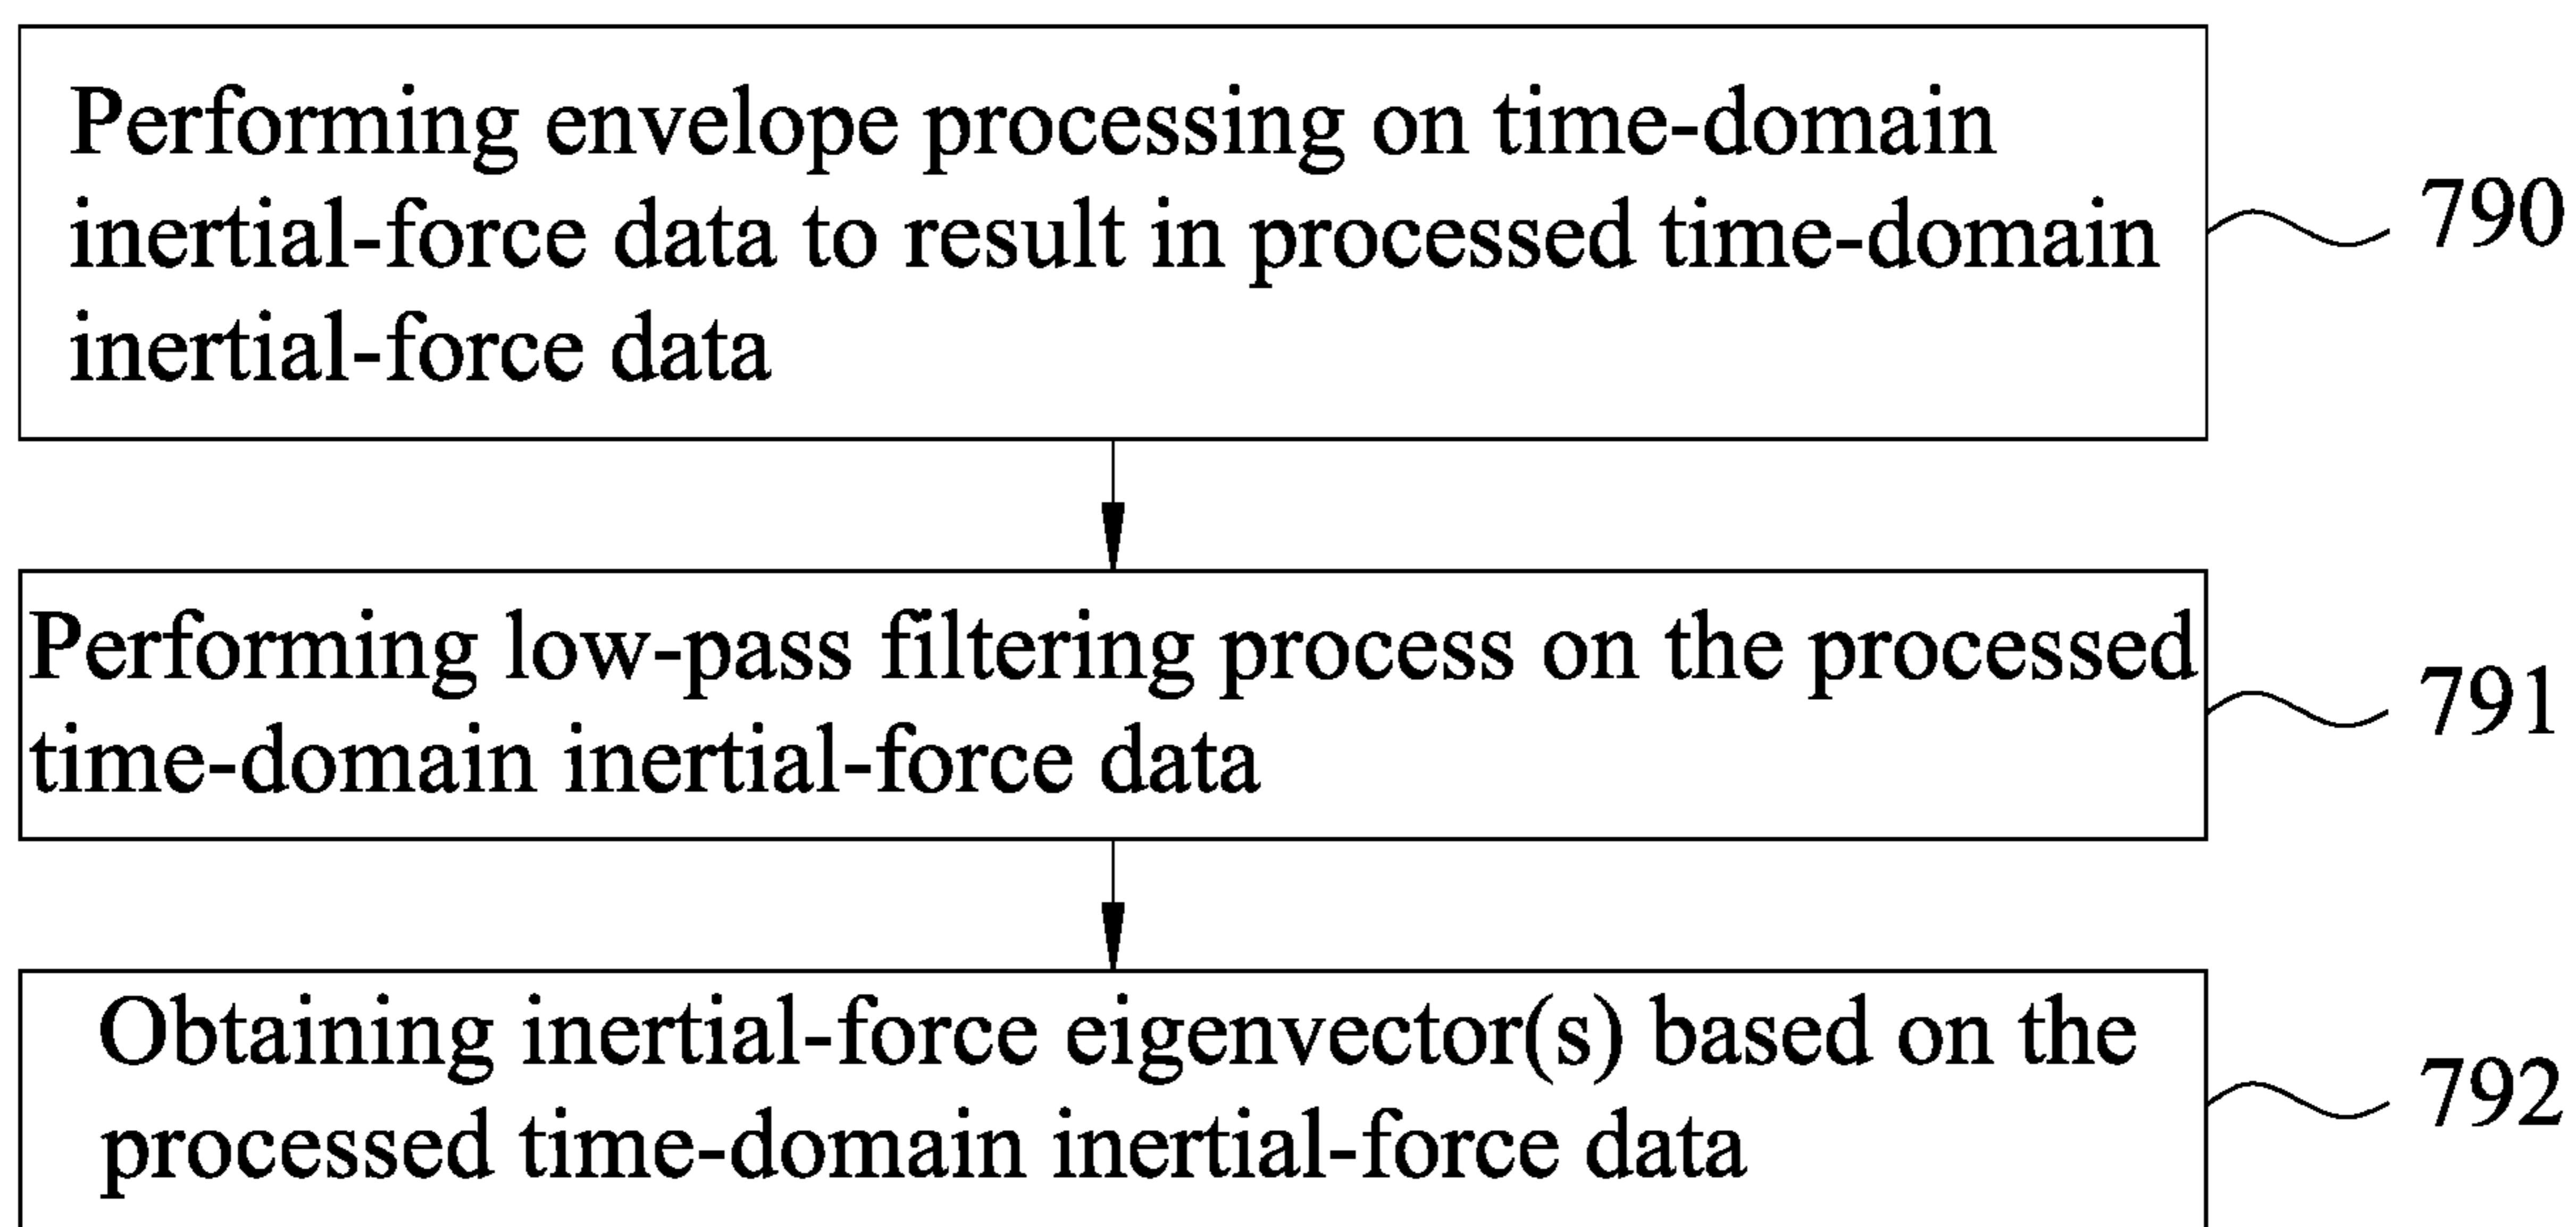 Performing envelope processing on time-domain
inertial-force data to result in processed time-domain
inertial-force data
790
Performing low-pass filtering process on the processed
time-domain inertial-force data
791
Obtaining inertial-force eigenvector(s) based on the
processed time-domain inertial-force data
792